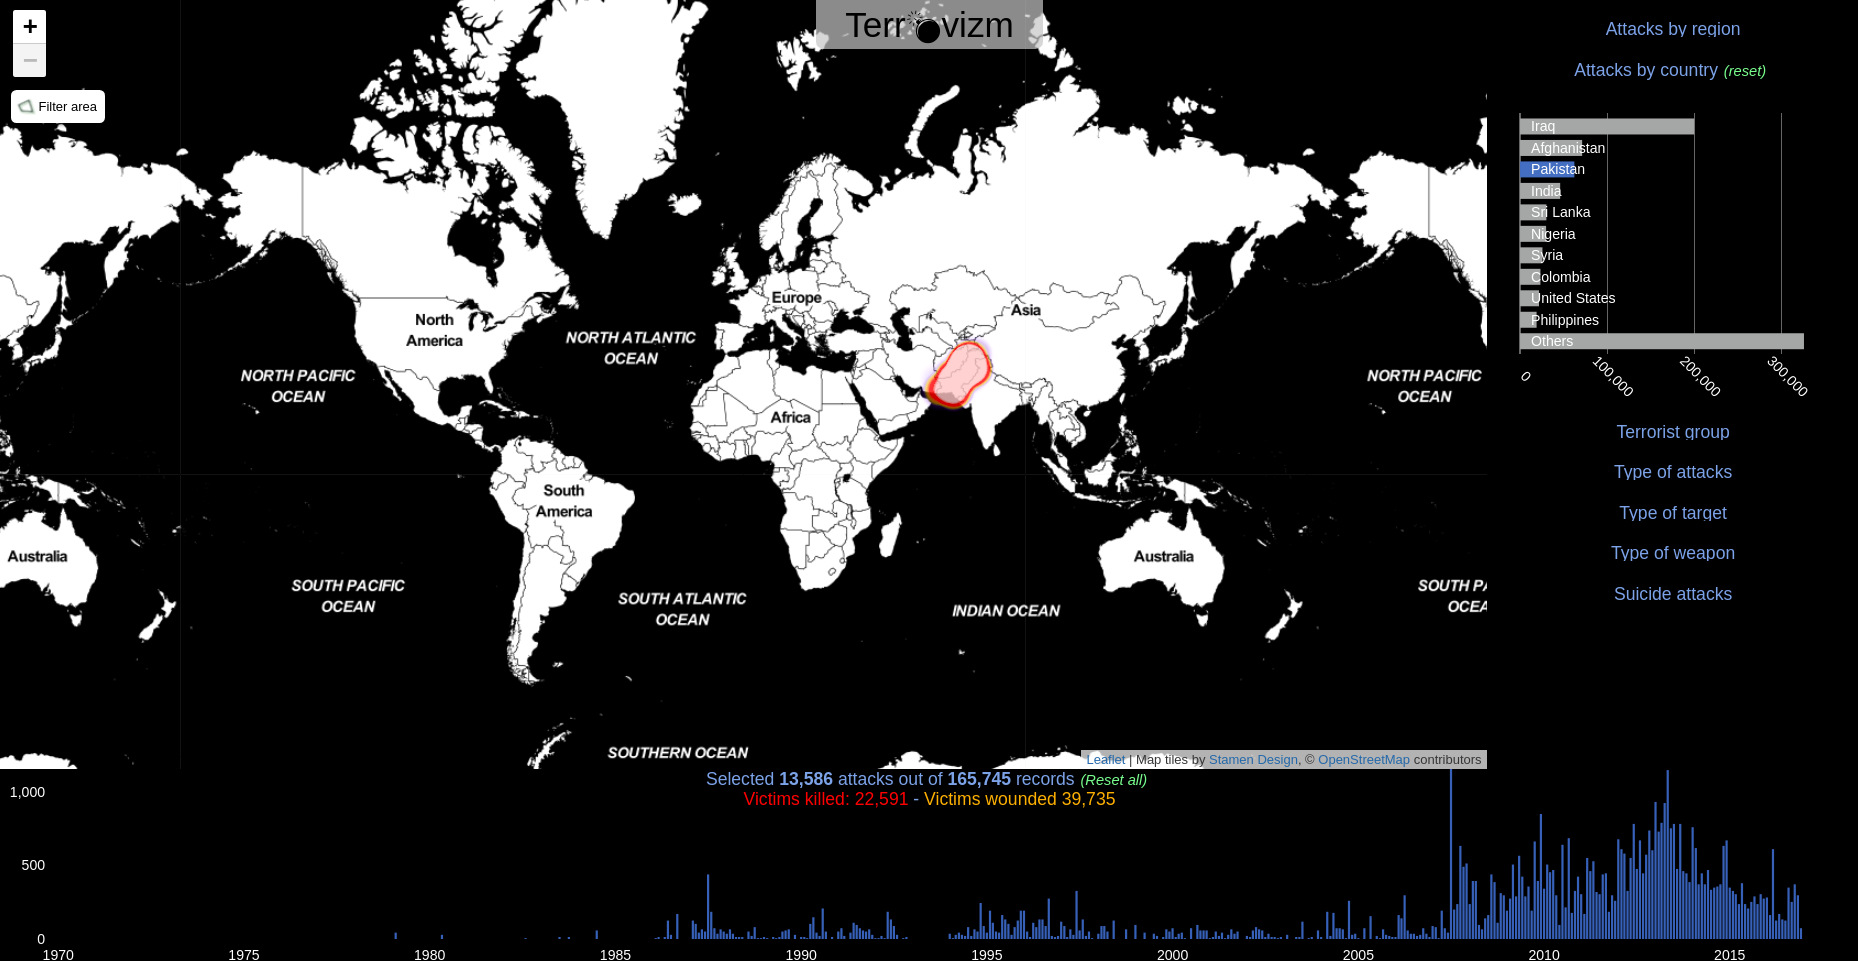 +
Terrovizm
−
Filter area
Attacks by region
Attacks by country (reset)
Iraq
Afghanistan
Pakistan
India
Sri Lanka
Nigeria
Syria
Colombia
United States
Philippines
Others
0
100,000
200,000
300,000
Terrorist group
Type of attacks
Type of target
Type of weapon
Suicide attacks
Europe
Asia
North
America
NORTH ATLANTIC
OCEAN
NORTH PACIFIC
OCEAN
NORTH PACIFIC
OCEAN
Africa
South
America
Australia
Australia
SOUTH PACIFIC
OCEAN
SOUTH ATLANTIC
OCEAN
INDIAN OCEAN
SOUTH PA
OCEA
SOUTHERN OCEAN
Leaflet | Map tiles by Stamen Design, © OpenStreetMap contributors
Selected 13,586 attacks out of 165,745 records (Reset all)
Victims killed: 22,591 - Victims wounded 39,735
1,000
500
0
1970
1975
1980
1985
1990
1995
2000
2005
2010
2015